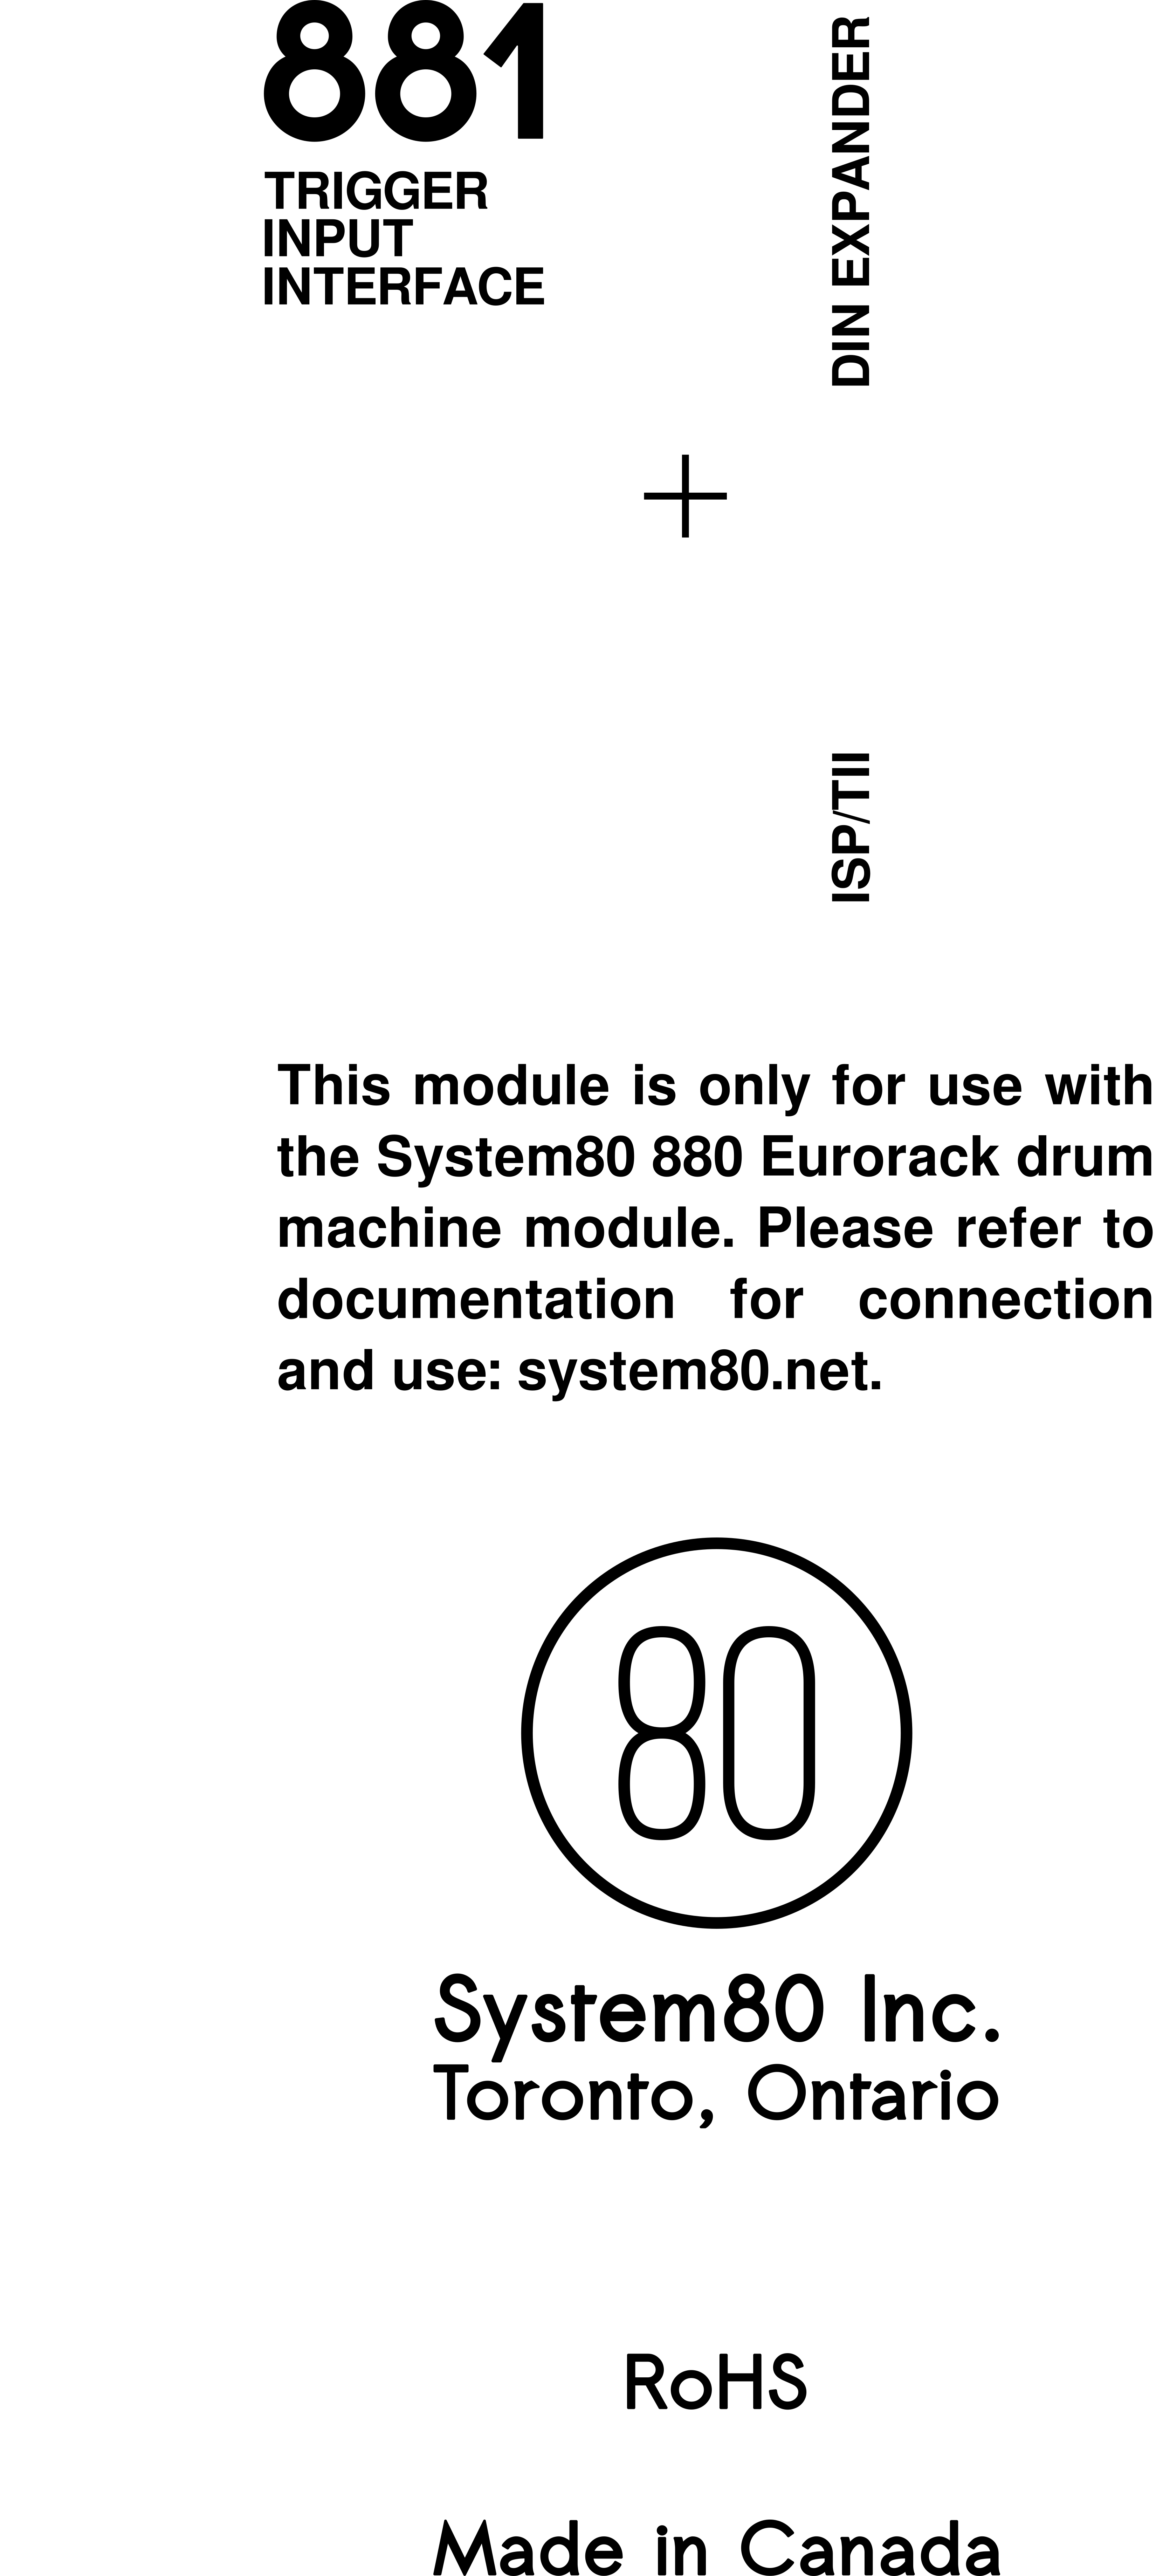 881
TRIGGER
INPUT
INTERFACE
DIN EXPANDER
ISP/TII
This module is only for use with
the System80 880 Eurorack drum
machine module. Please refer to
documentation for connection
and use: system80.net.
80
System80 Inc.
Toronto, Ontario
RoHS
Made in Canada